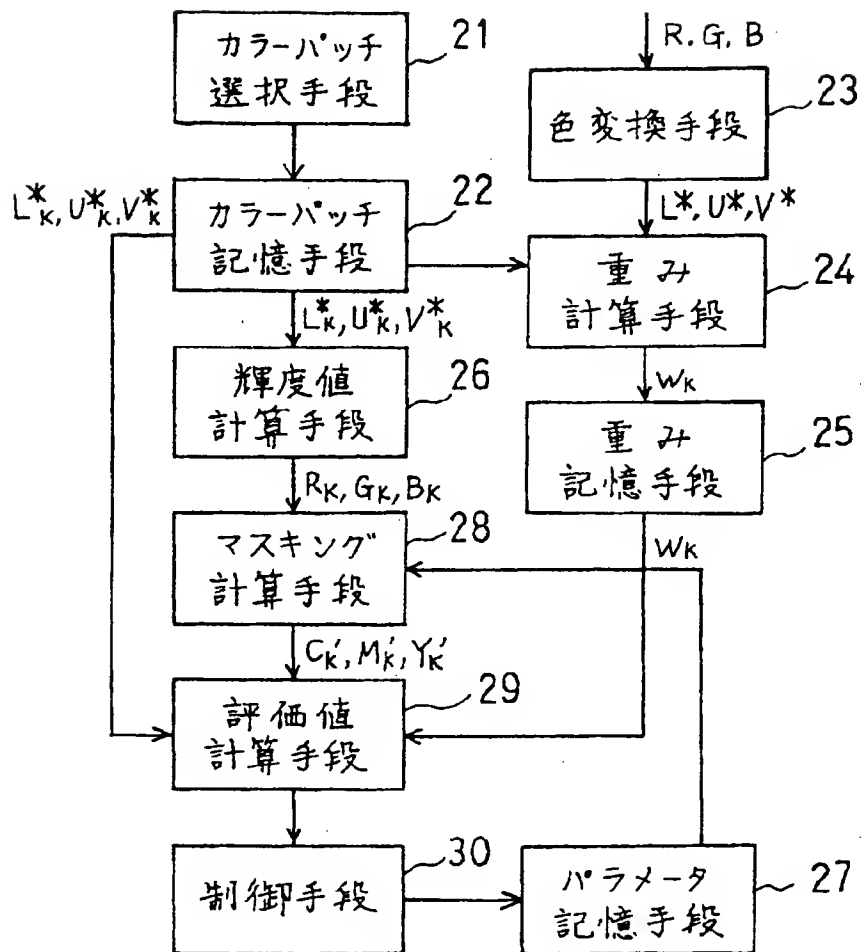 カラーパッチ
選択手段
21
R.G,B
色変換手段
23
L*K,U*K,V*K
カラーパッチ
記憶手段
22
L*,U*,V*
重み
計算手段
24
L*K,U*K,V*K
WK
輝度値
計算手段
26
重み
記憶手段
25
RK,GK,BK
WK
マスキング
計算手段
28
C'K,M'K,Y'K
評価値
計算手段
29
制御手段
30
パラメータ
記憶手段
27